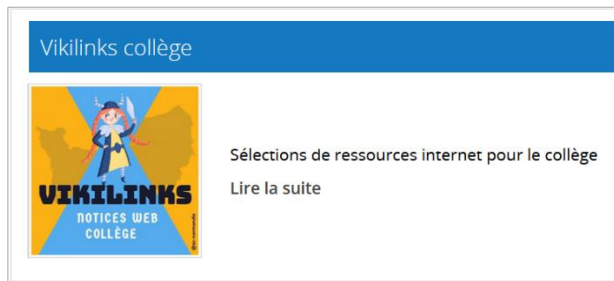 Vikilinks collège
Sélections de ressources internet pour le collège
Lire la suite
VIKILINKS
NOTICES WEB
COLLÈGE